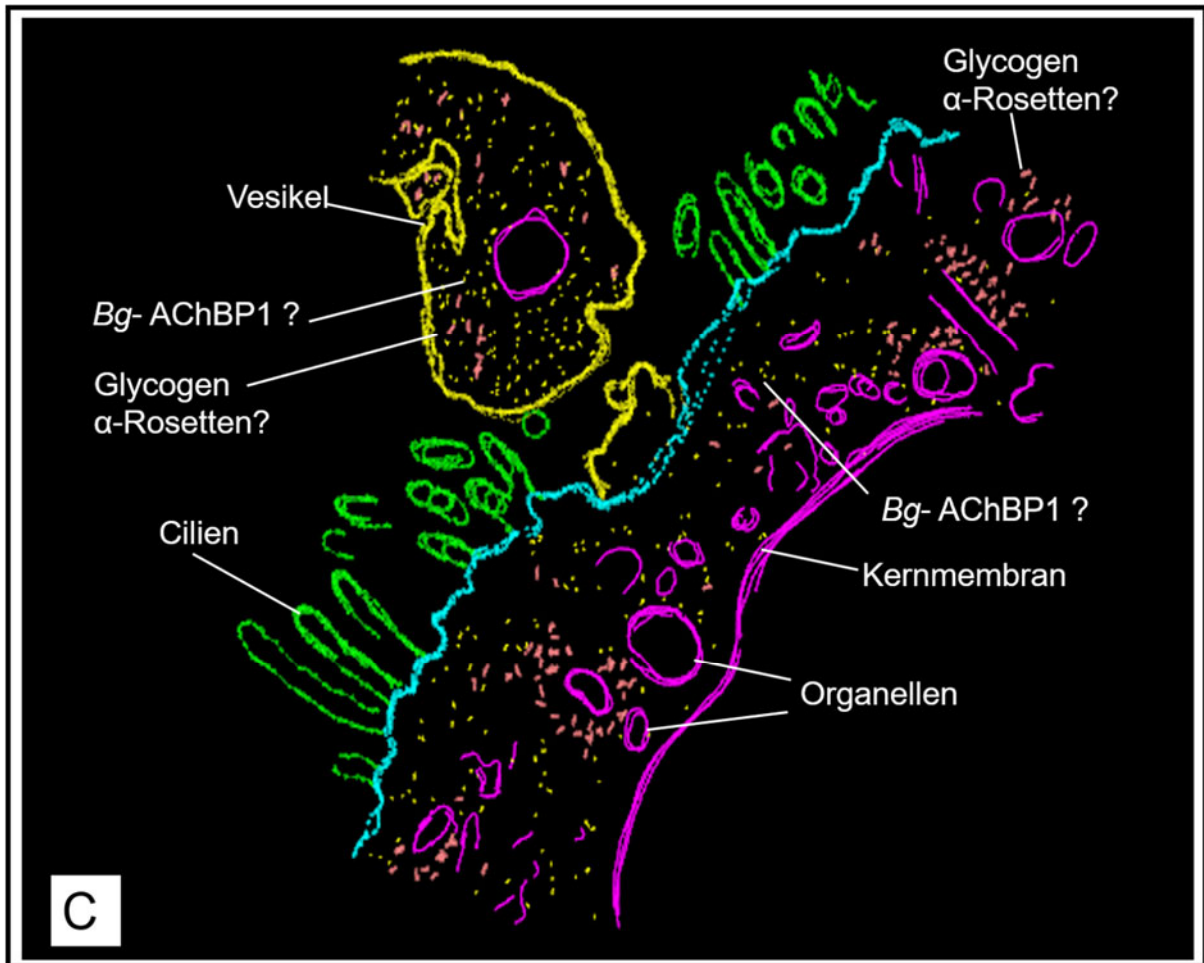 Glycogen
α-Rosetten?
Vesikel
Bg- AChBP1 ?
Glycogen
α-Rosetten?
Cilien
Bg- AChBP1 ?
Kernmembran
Organellen
C